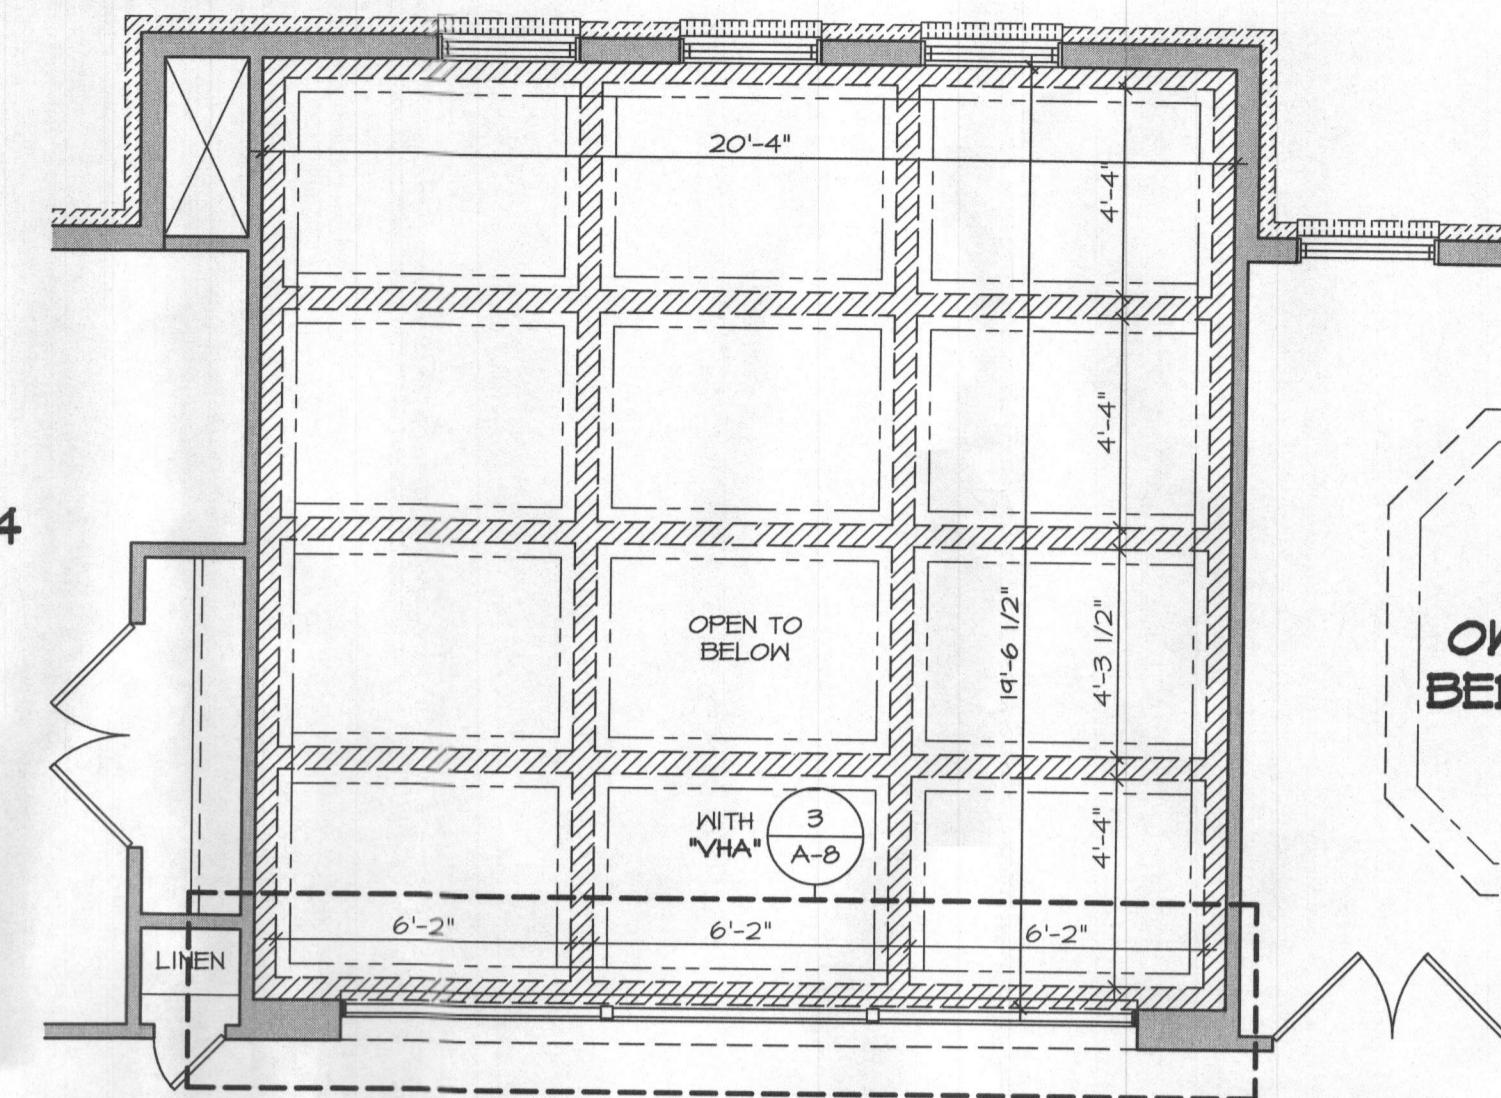 20'-4"
4'-4"
4'-4"
4
OPEN TO
BELOW
19'-6 1/2"
4'-3 1/2"
WITH
"VHA"
3
A-8
4'-4"
6'-2"
6'-2"
6'-2"
LINEN